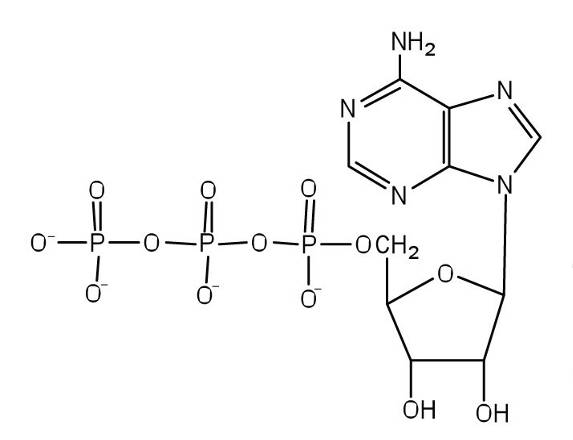 NH₂
N N
N N
O O O
O⁻ P O P O P OCH₂ O
O⁻ O⁻ O⁻
OH OH